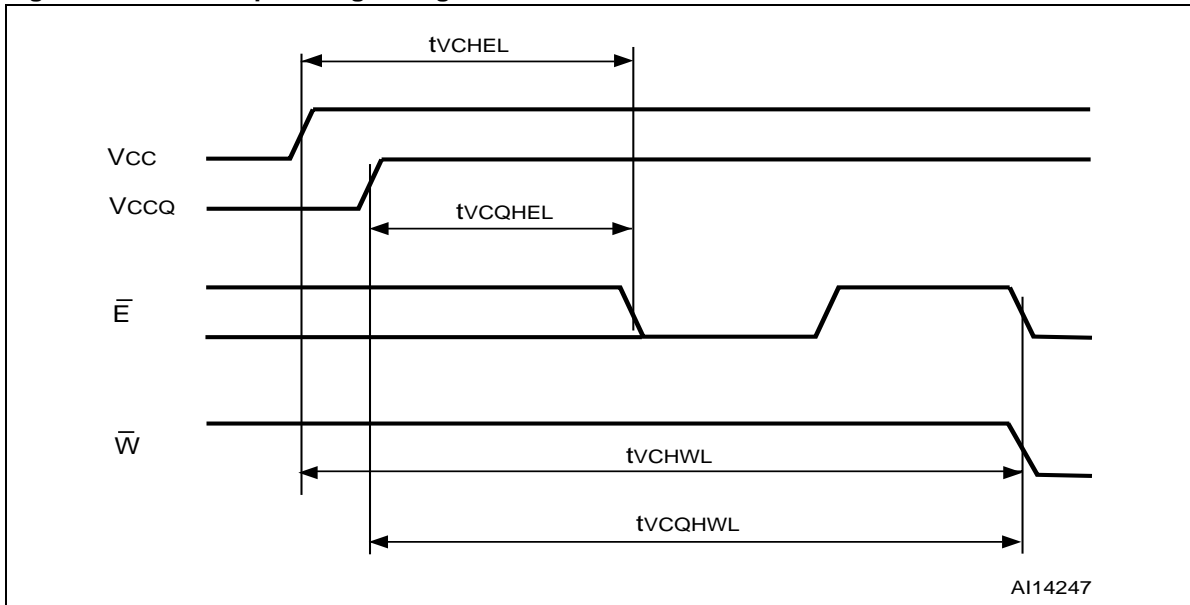 tVCHEL
VCC
VCCQ
tVCQHEL
E̅
W̅
tVCHWL
tVCQHWL
AI14247